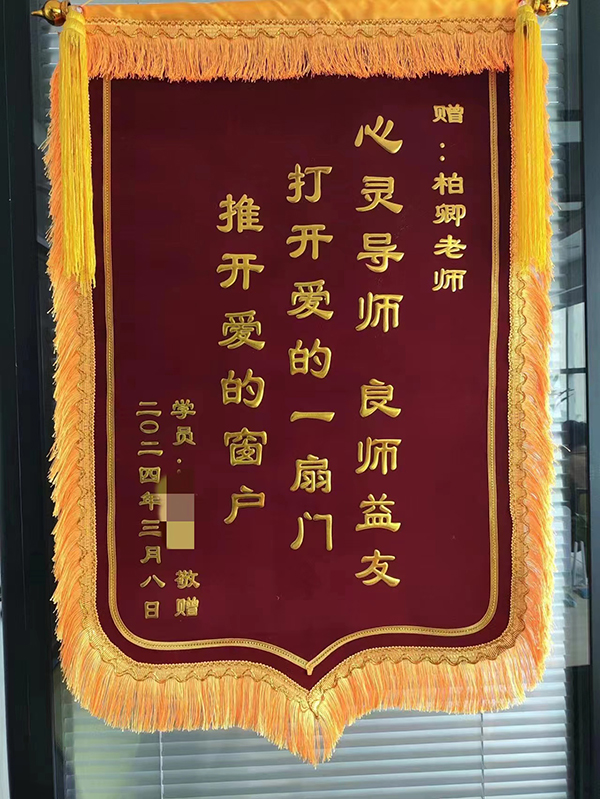 赠：柏卿老师
心灵导师 良师益友
打开爱的一扇门
推开爱的窗户
学员： 敬赠
二〇二四年三月八日